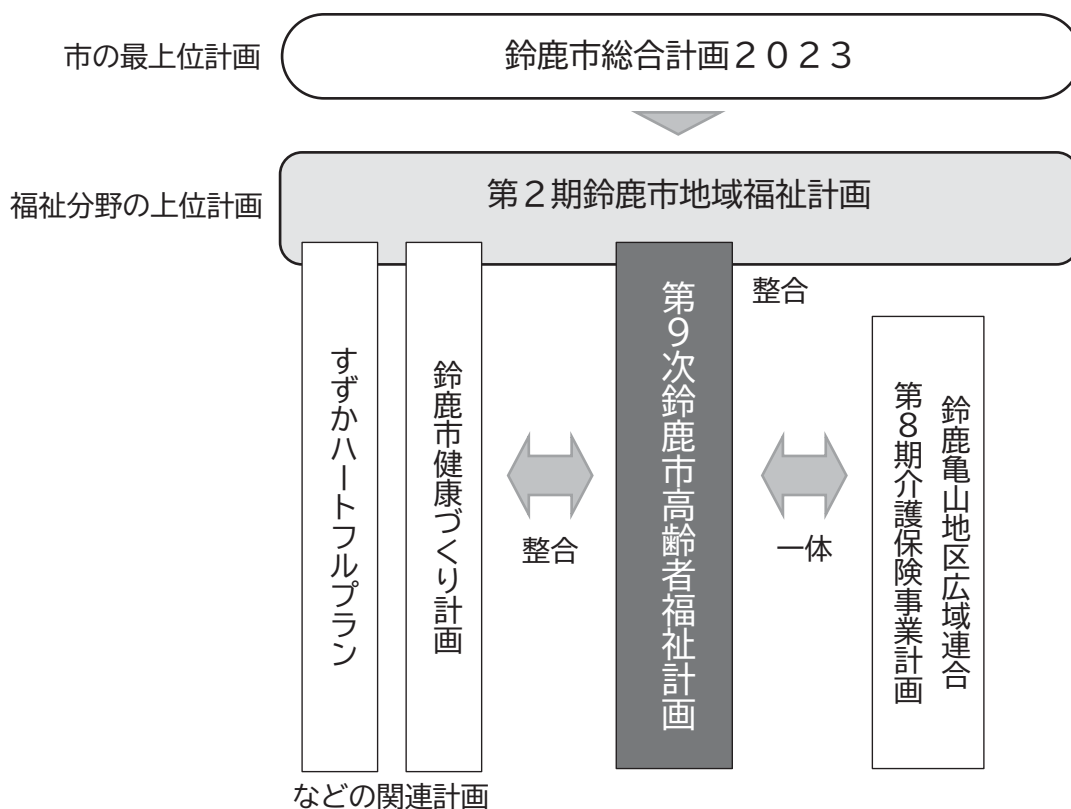 市の最上位計画
鈴鹿市総合計画２０２３
福祉分野の上位計画
第２期鈴鹿市地域福祉計画
すずかハートフルプラン
鈴鹿市健康づくり計画
整合
第９次鈴鹿市高齢者福祉計画
整合
一体
鈴鹿亀山地区広域連合
第８期介護保険事業計画
などの関連計画